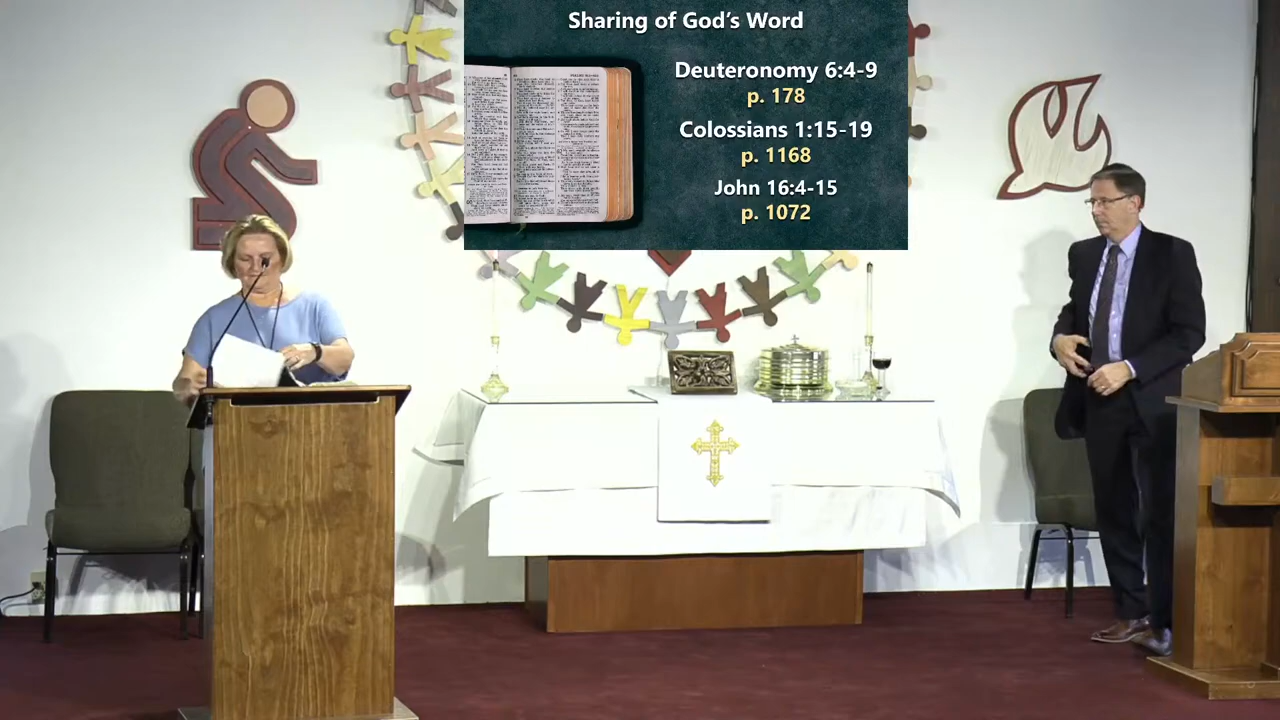 Sharing of God's Word
Deuteronomy 6:4-9
p. 178
Colossians 1:15-19
p. 1168
John 16:4-15
p. 1072